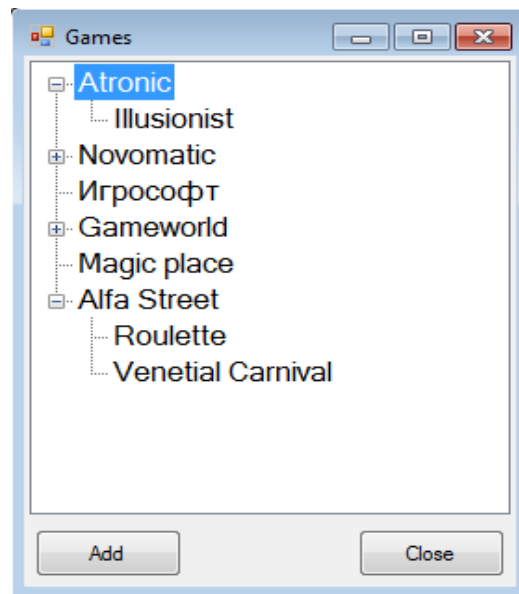 Games
Atronic
Illusionist
Novomatic
Игрософт
Gameworld
Magic place
Alfa Street
Roulette
Venetial Carnival
Add
Close